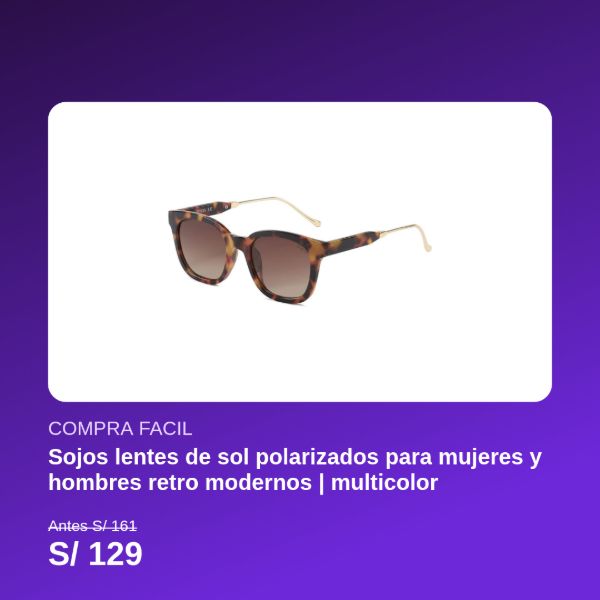 COMPRA FACIL
Sojos lentes de sol polarizados para mujeres y
hombres retro modernos | multicolor
Antes S/ 161
S/ 129